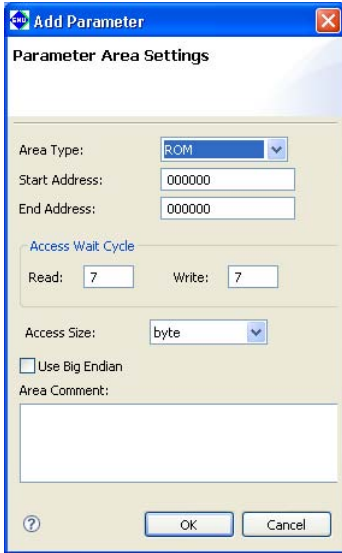 GNU Add Parameter
Parameter Area Settings
Area Type: ROM
Start Address: 000000
End Address: 000000
Access Wait Cycle
Read: 7 Write: 7
Access Size: byte
Use Big Endian
Area Comment:
? OK Cancel